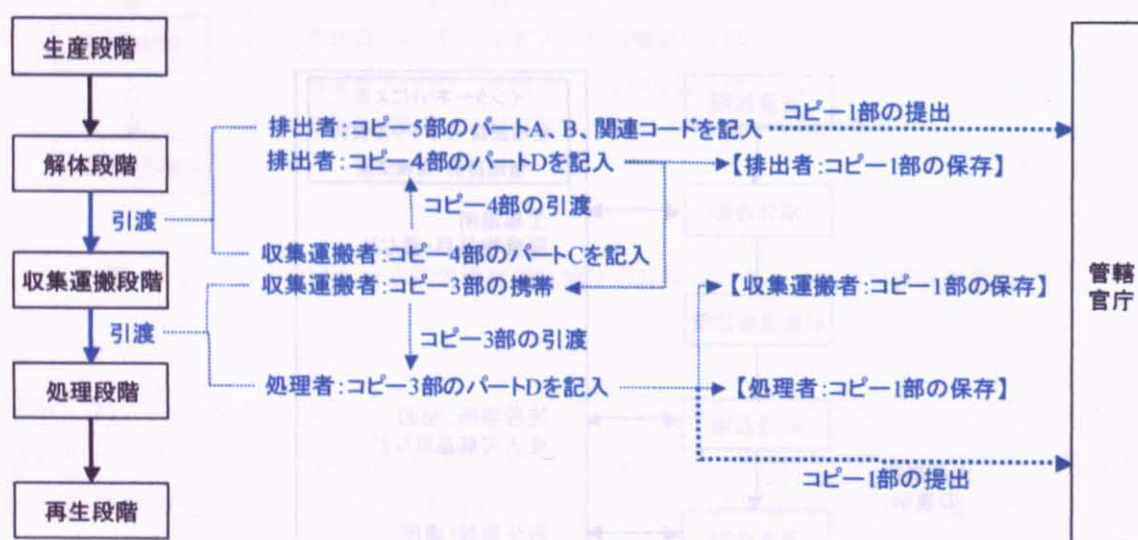 生産段階
解体段階
引渡
収集運搬段階
引渡
処理段階
再生段階
排出者:コピー5部のパートA、B、関連コードを記入
コピー1部の提出
排出者:コピー4部のパートDを記入
【排出者:コピー1部の保存】
コピー4部の引渡
収集運搬者:コピー4部のパートCを記入
収集運搬者:コピー3部の携帯
【収集運搬者:コピー1部の保存】
コピー3部の引渡
処理者:コピー3部のパートDを記入
【処理者:コピー1部の保存】
コピー1部の提出
管轄
官庁